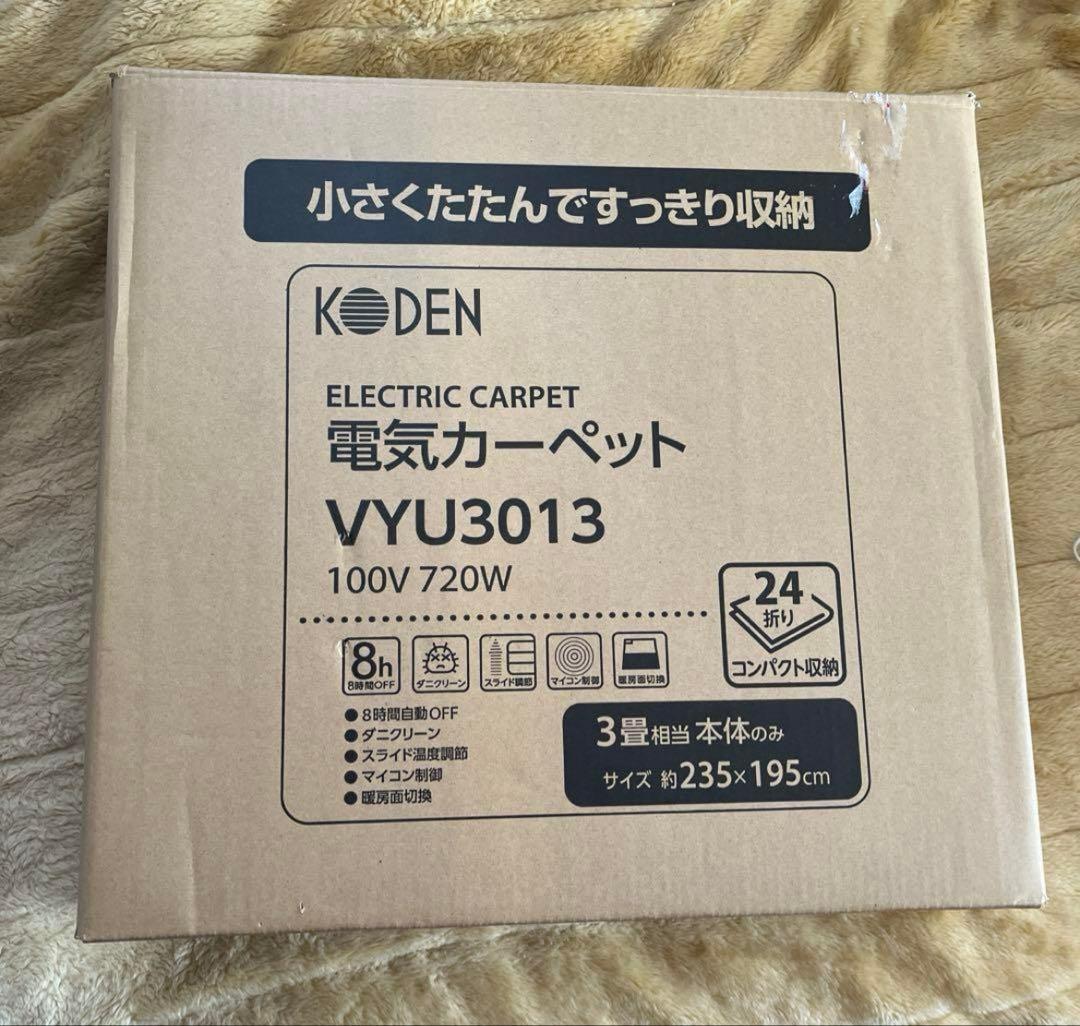 小さくたたんですっきり収納
KODEN
ELECTRIC CARPET
電気カーペット
VYU3013
100V 720W
24
折り
コンパクト収納
8h
8時間OFF
ダニクリーン
スライド調節
マイコン制御
暖房面切換
●8時間自動OFF
●ダニクリーン
●スライド温度調節
●マイコン制御
●暖房面切換
3畳相当 本体のみ
サイズ 約235×195cm